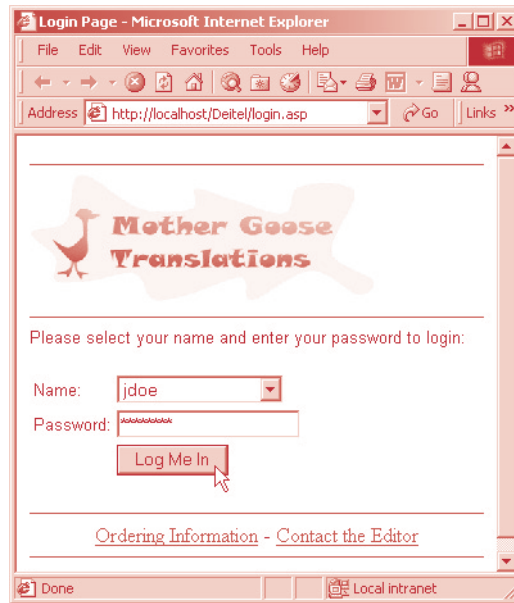 Login Page - Microsoft Internet Explorer
File Edit View Favorites Tools Help
Address http://localhost/Deitel/login.asp Go Links »
Mother Goose
Translations
Please select your name and enter your password to login:
Name: jdoe
Password: *********
Log Me In
Ordering Information - Contact the Editor
Done Local intranet